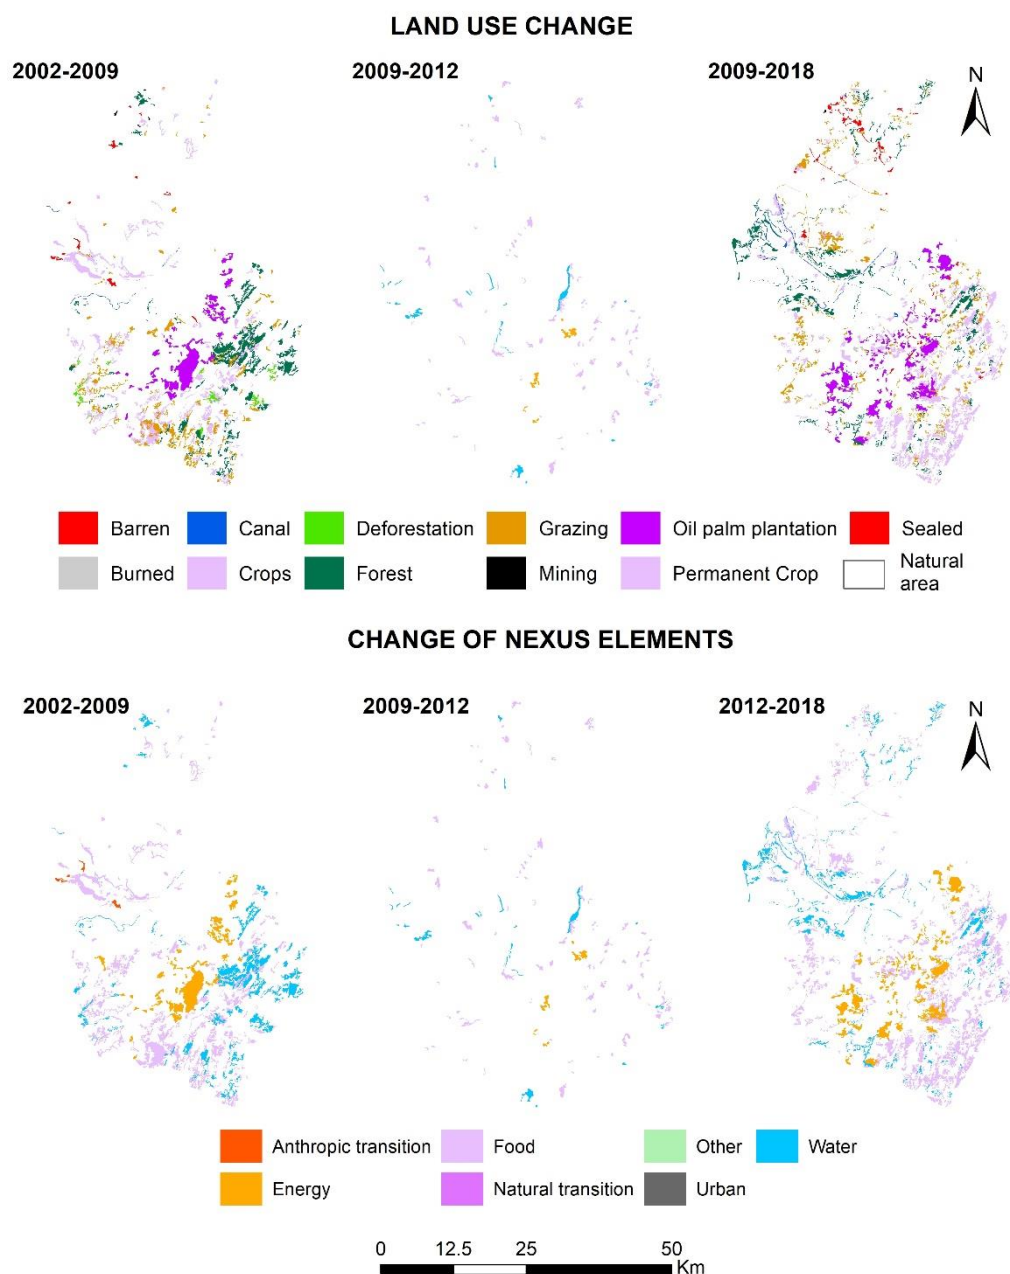 LAND USE CHANGE
2002-2009 2009-2012 2009-2018
N
Barren Canal Deforestation Grazing Oil palm plantation Sealed
Burned Crops Forest Mining Permanent Crop Natural area
CHANGE OF NEXUS ELEMENTS
2002-2009 2009-2012 2012-2018
N
Anthropic transition Food Other Water
Energy Natural transition Urban
0 12.5 25 50
Km